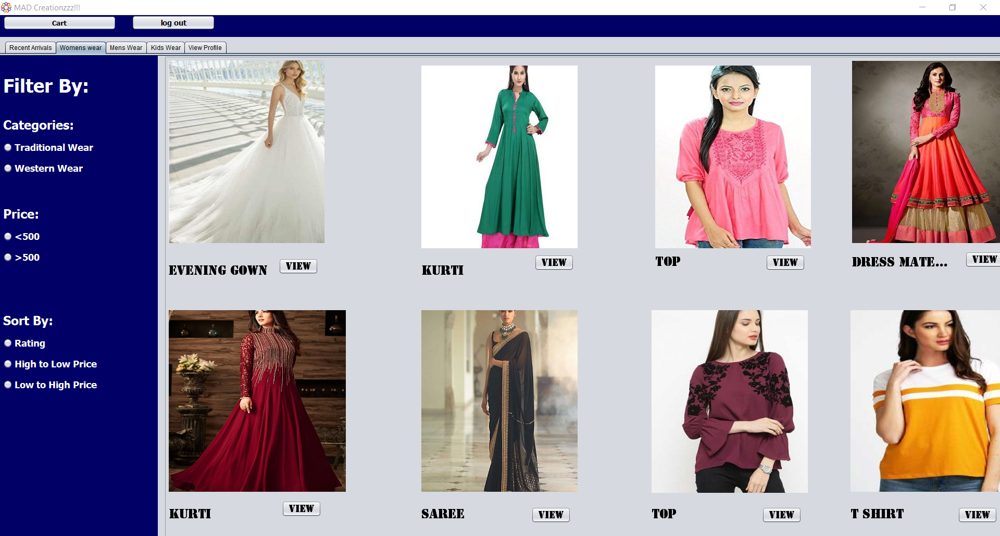 MAD Creationzzz!!!
Cart
log out
Recent Arrivals
Womens wear
Mens Wear
Kids Wear
View Profile
Filter By:
Categories:
Traditional Wear
Western Wear
Price:
<500
>500
Sort By:
Rating
High to Low Price
Low to High Price
EVENING GOWN
VIEW
KURTI
VIEW
TOP
VIEW
DRESS MATE...
VIEW
KURTI
VIEW
SAREE
VIEW
TOP
VIEW
T SHIRT
VIEW